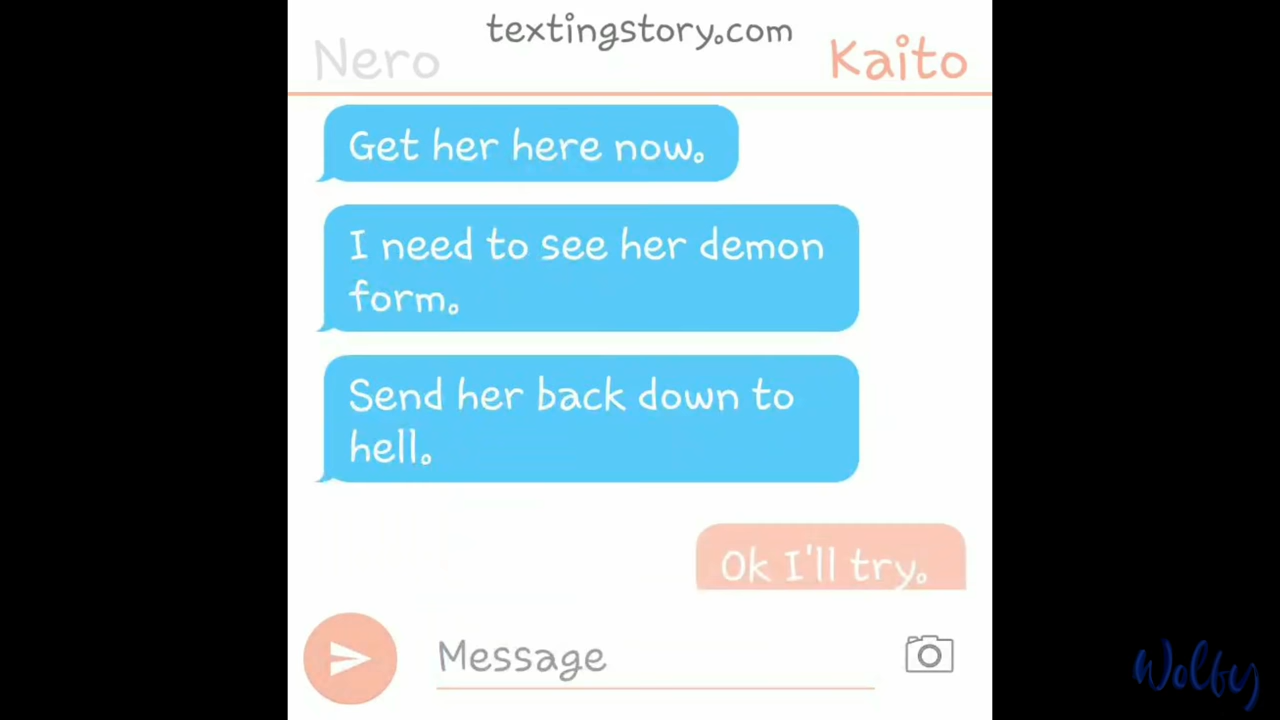 textingstory.com
Nero
Kaito
Get her here now.
I need to see her demon
form.
Send her back down to
hell.
Ok I'll try.
Message
Wolby